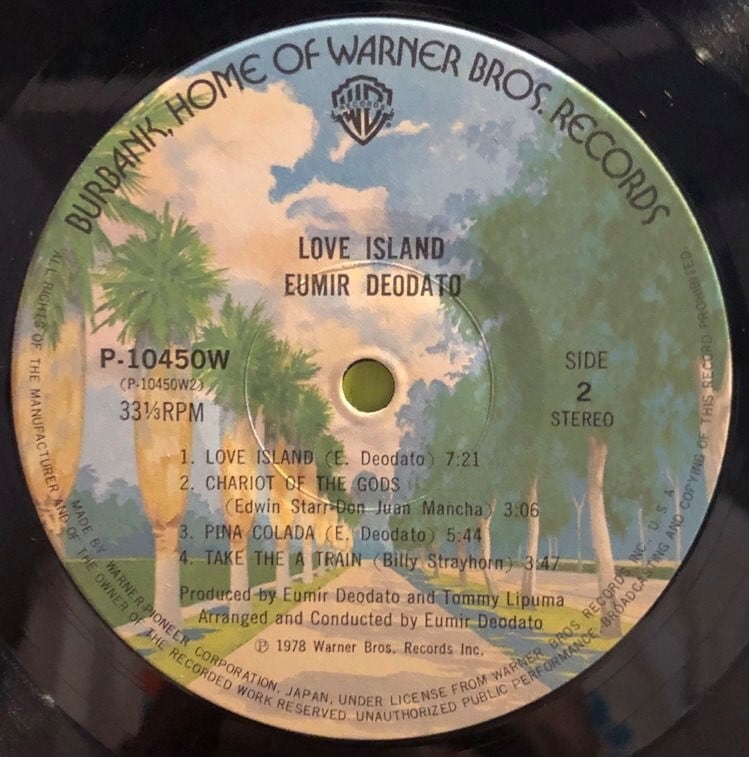 BURBANK, HOME OF WARNER BROS. RECORDS
RECORDS
LOVE ISLAND
EUMIR DEODATO
P-10450W
(P-10450W2)
33⅓RPM
SIDE
2
STEREO
1. LOVE ISLAND (E. Deodato) 7:21
2. CHARIOT OF THE GODS
(Edwin Starr-Don Juan Mancha) 3:06
3. PINA COLADA (E. Deodato) 5:44
4. TAKE THE A TRAIN (Billy Strayhorn) 3:47
Produced by Eumir Deodato and Tommy Lipuma
Arranged and Conducted by Eumir Deodato
Ⓟ 1978 Warner Bros. Records Inc.
MADE BY WARNER-PIONEER CORPORATION, JAPAN, UNDER LICENSE FROM WARNER BROS RECORDS INC., U.S.A
ALL RIGHTS OF THE MANUFACTURER AND OF THE OWNER OF THE RECORDED WORK RESERVED. UNAUTHORIZED PUBLIC PERFORMANCE, BROADCASTING AND COPYING OF THIS RECORD PROHIBITED.